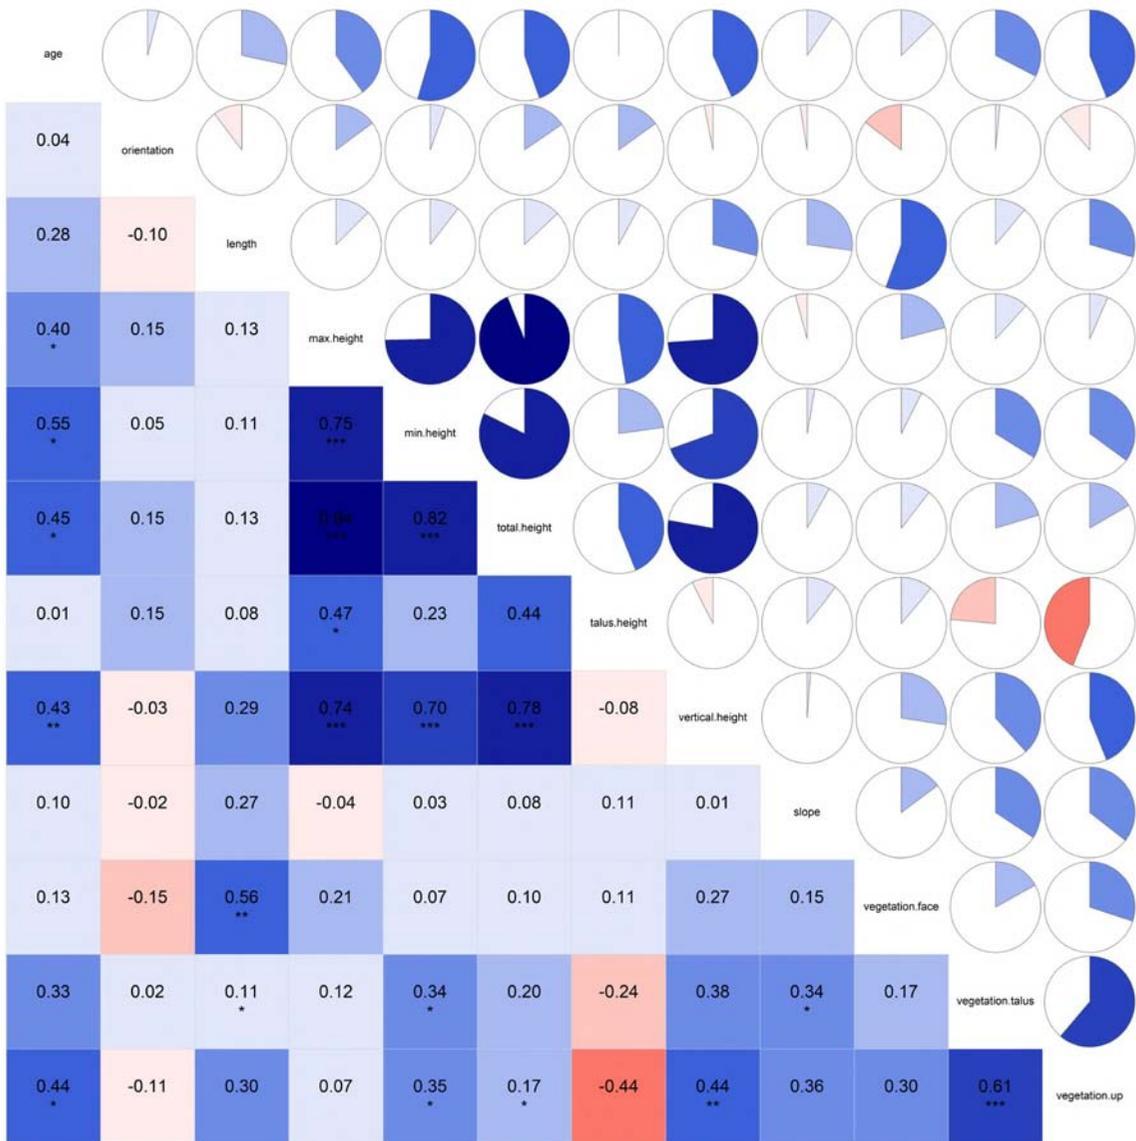 age
0.04 orientation
0.28 -0.10 length
0.40 0.15 0.13 max.height
*
0.55 0.05 0.11 0.75 min.height
* ***
0.45 0.15 0.13 0.94 0.82 total.height
* *** ***
0.01 0.15 0.08 0.47 0.23 0.44 talus.height
*
0.43 -0.03 0.29 0.74 0.70 0.78 -0.08 vertical.height
** *** *** ***
0.10 -0.02 0.27 -0.04 0.03 0.08 0.11 0.01 slope
0.13 -0.15 0.56 0.21 0.07 0.10 0.11 0.27 0.15 vegetation.face
**
0.33 0.02 0.11 0.12 0.34 0.20 -0.24 0.38 0.34 0.17 vegetation.talus
* * *
0.44 -0.11 0.30 0.07 0.35 0.17 -0.44 0.44 0.36 0.30 0.61 vegetation.up
* * * ** ***